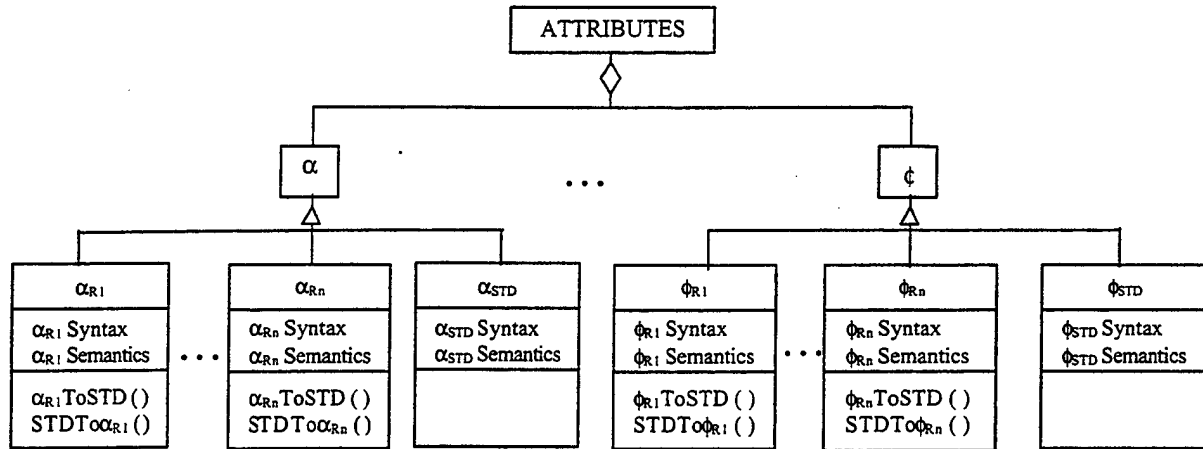 ATTRIBUTES
α
• • •
¢
α_R1
α_R1 Syntax
α_R1 Semantics
α_R1ToSTD ( )
STDToα_R1 ( )
• • •
α_Rn
α_Rn Syntax
α_Rn Semantics
α_RnToSTD ( )
STDToα_Rn ( )
α_STD
α_STD Syntax
α_STD Semantics
ϕ_R1
ϕ_R1 Syntax
ϕ_R1 Semantics
ϕ_R1ToSTD ( )
STDToϕ_R1 ( )
• • •
ϕ_Rn
ϕ_Rn Syntax
ϕ_Rn Semantics
ϕ_RnToSTD ( )
STDToϕ_Rn ( )
ϕ_STD
ϕ_STD Syntax
ϕ_STD Semantics